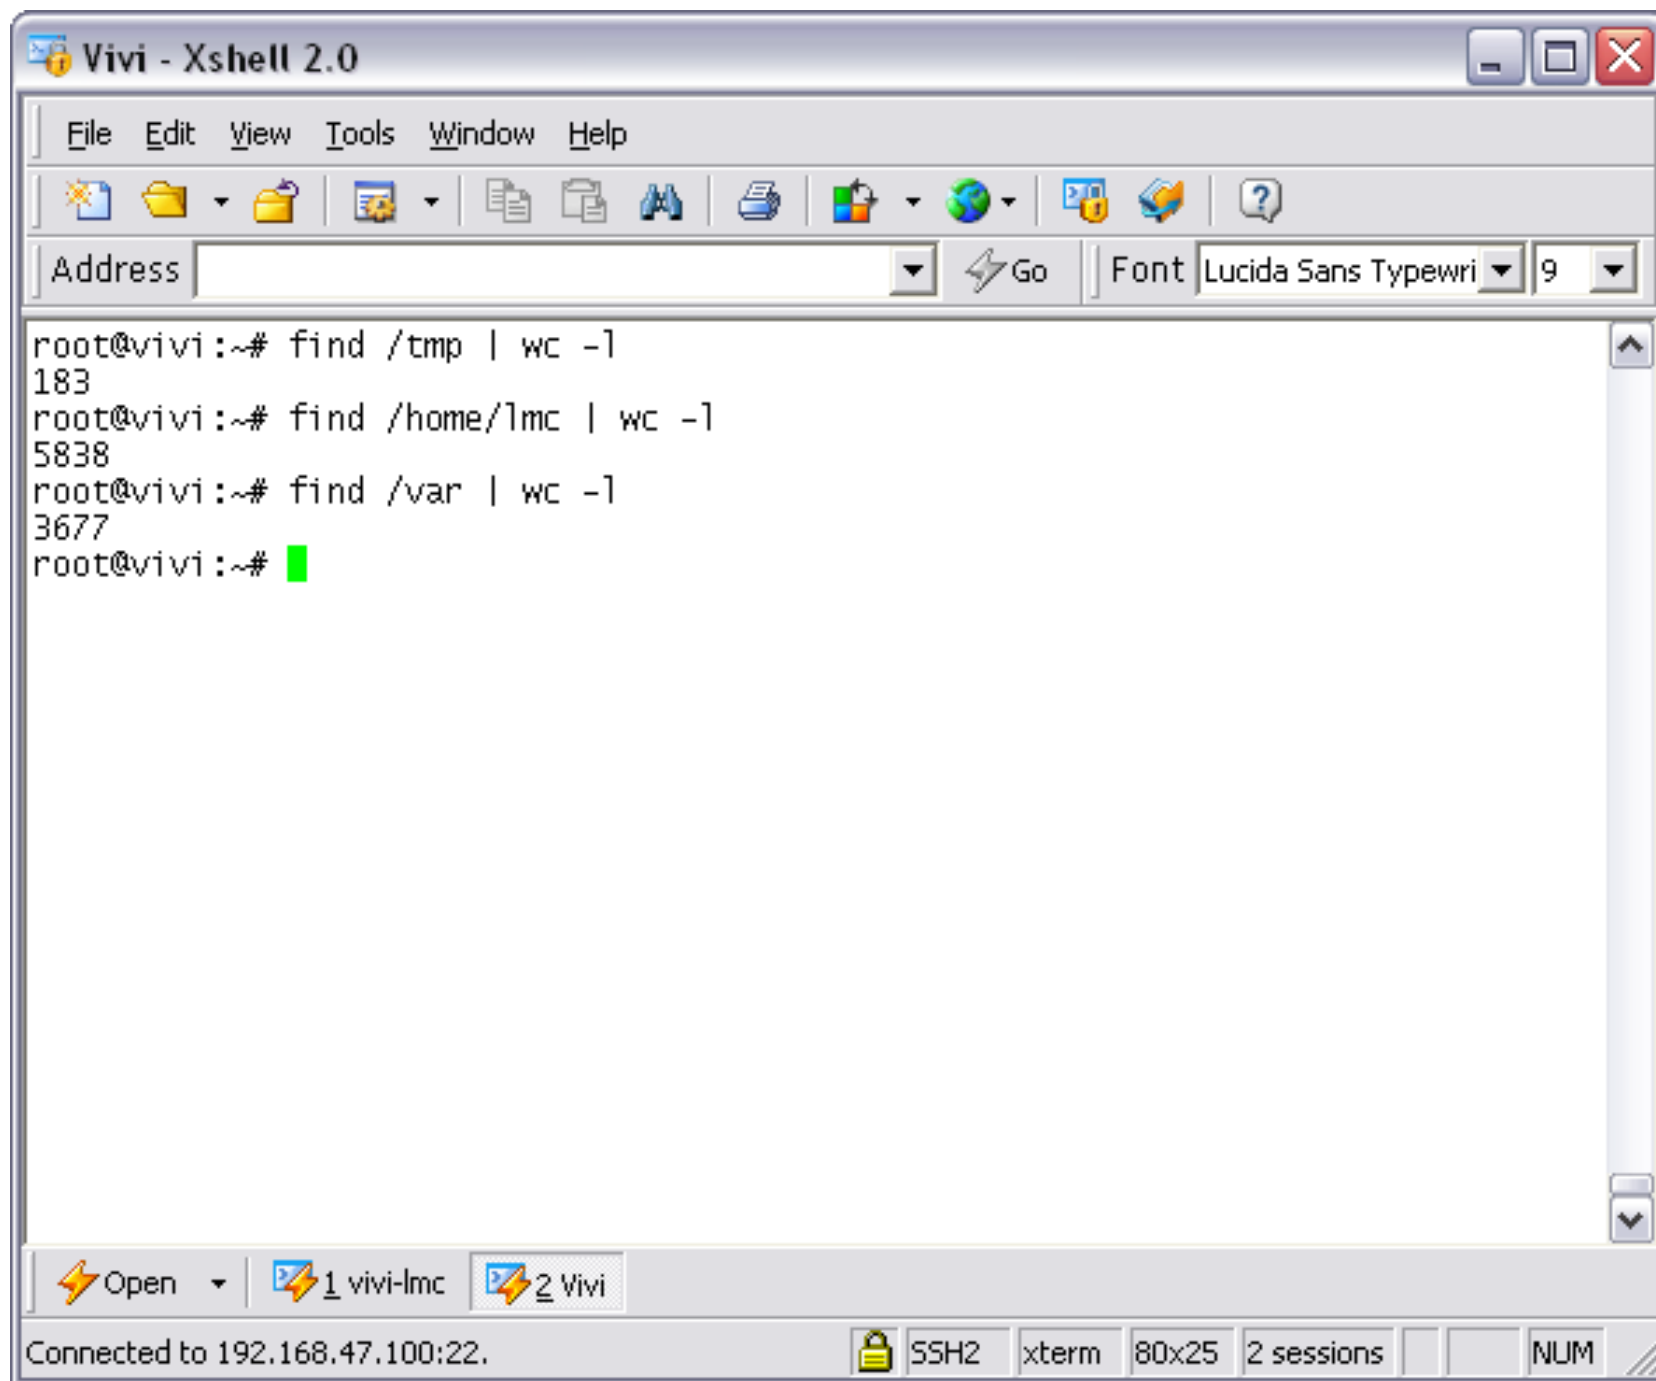 Vivi - Xshell 2.0
File Edit View Tools Window Help
Address Go Font Lucida Sans Typewri 9
root@vivi:~# find /tmp | wc -l
183
root@vivi:~# find /home/lmc | wc -l
5838
root@vivi:~# find /var | wc -l
3677
root@vivi:~#
Open 1 vivi-lmc 2 Vivi
Connected to 192.168.47.100:22. SSH2 xterm 80x25 2 sessions NUM